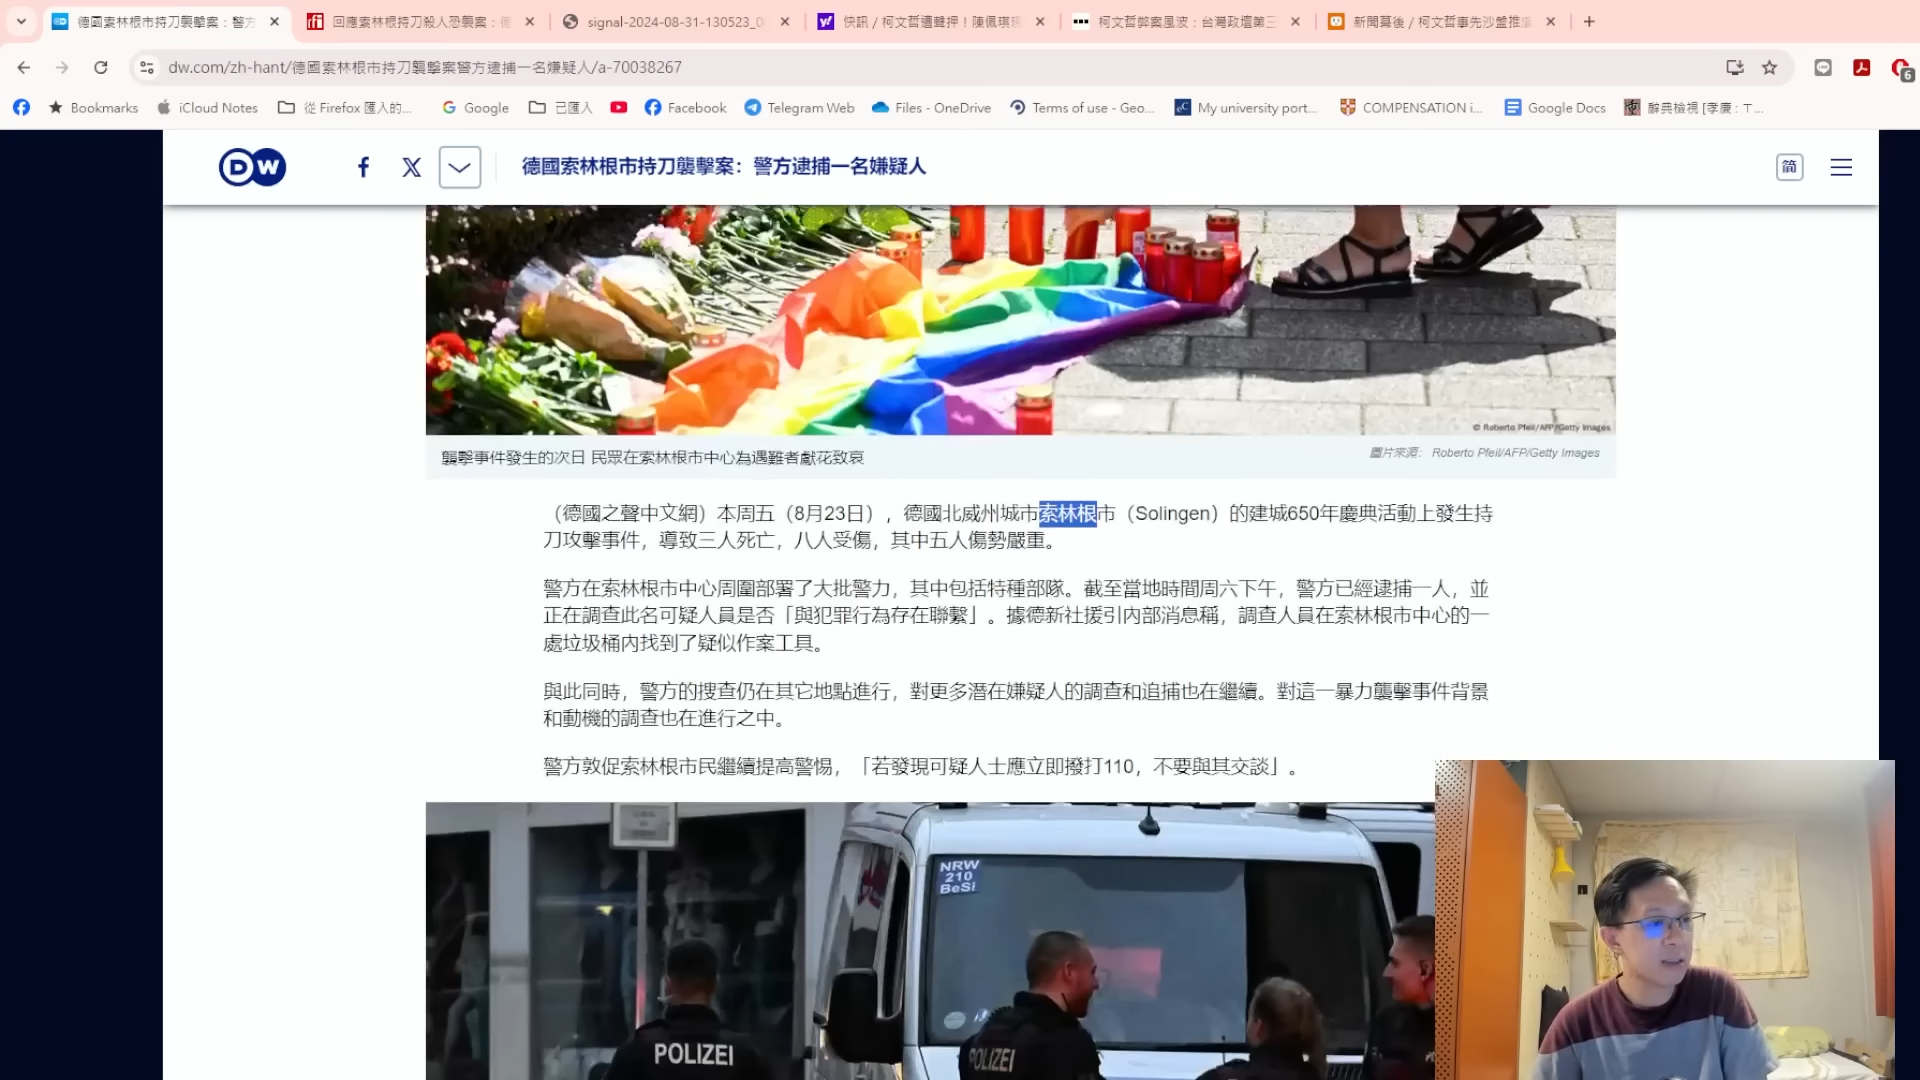 德國索林根市持刀襲擊案：警方
回應索林根持刀殺人恐襲案：
signal-2024-08-31-130523_0
快訊 / 柯文哲遭聲押！陳佩琪
柯文哲弊案風波：台灣政壇第三
新聞幕後 / 柯文哲事先沙盤推
dw.com/zh-hant/德國索林根市持刀襲擊案警方逮捕一名嫌疑人/a-70038267
6
Bookmarks
iCloud Notes
從 Firefox 匯入的...
Google
已匯入
Facebook
Telegram Web
Files - OneDrive
Terms of use - Geo...
My university port...
COMPENSATION i...
Google Docs
辭典檢視 [孝廉 : ㄒ...
DW
德國索林根市持刀襲擊案：警方逮捕一名嫌疑人
简
© Roberto Pfeil/AFP/Getty Images
襲擊事件發生的次日 民眾在索林根市中心為遇難者獻花致哀
圖片來源： Roberto Pfeil/AFP/Getty Images
（德國之聲中文網）本周五（8月23日），德國北威州城市索林根市（Solingen）的建城650年慶典活動上發生持
刀攻擊事件，導致三人死亡，八人受傷，其中五人傷勢嚴重。
警方在索林根市中心周圍部署了大批警力，其中包括特種部隊。截至當地時間周六下午，警方已經逮捕一人，並
正在調查此名可疑人員是否「與犯罪行為存在聯繫」。據德新社援引內部消息稱，調查人員在索林根市中心的一
處垃圾桶內找到了疑似作案工具。
與此同時，警方的搜查仍在其它地點進行，對更多潛在嫌疑人的調查和追捕也在繼續。對這一暴力襲擊事件背景
和動機的調查也在進行之中。
警方敦促索林根市民繼續提高警惕，「若發現可疑人士應立即撥打110，不要與其交談」。
NRW
210
BeSi
POLIZEI
POLIZEI